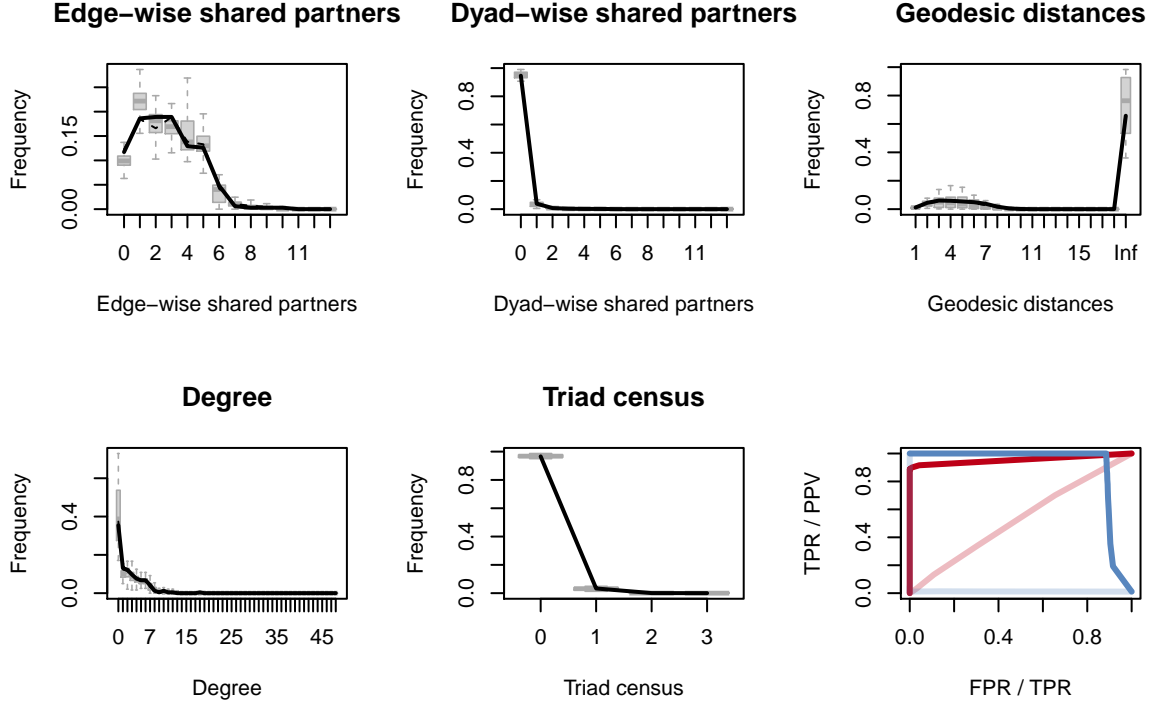 Edge−wise shared partners
Dyad−wise shared partners
Geodesic distances
Frequency
0.00 0.15
0 2 4 6 8 11
Edge−wise shared partners
Frequency
0.0 0.4 0.8
0 2 4 6 8 11
Dyad−wise shared partners
Frequency
0.0 0.4 0.8
1 4 7 11 15 Inf
Geodesic distances
Degree
Triad census
Frequency
0.0 0.4
0 7 15 25 35 45
Degree
Frequency
0.0 0.4 0.8
0 1 2 3
Triad census
TPR / PPV
0.0 0.4 0.8
0.0 0.4 0.8
FPR / TPR